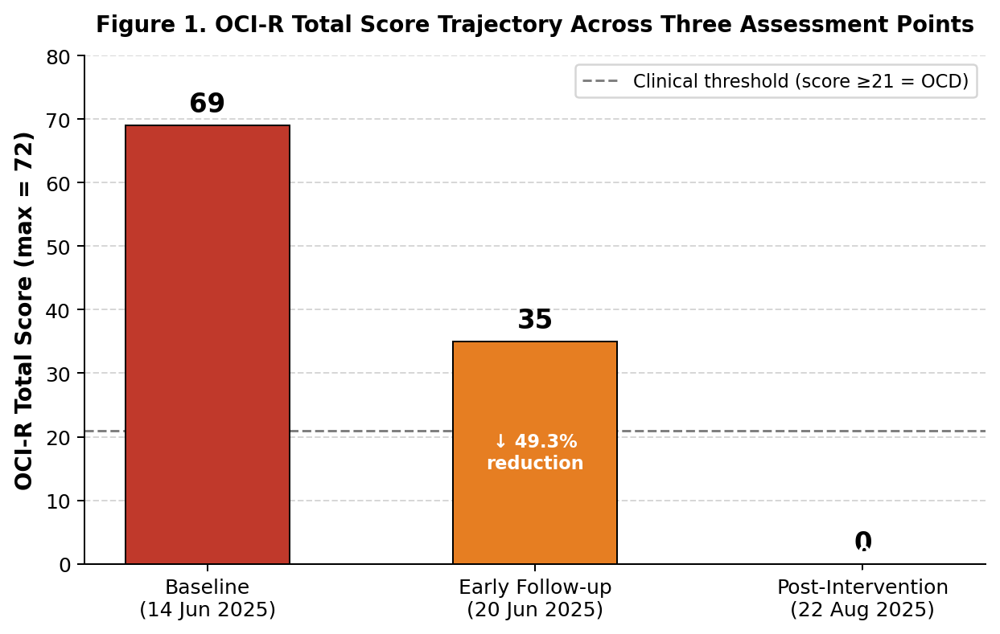 Figure 1. OCI-R Total Score Trajectory Across Three Assessment Points
OCI-R Total Score (max = 72)
80
70
60
50
40
30
20
10
0
Clinical threshold (score ≥21 = OCD)
69
35
↓ 49.3%
reduction
0
Baseline
(14 Jun 2025)
Early Follow-up
(20 Jun 2025)
Post-Intervention
(22 Aug 2025)